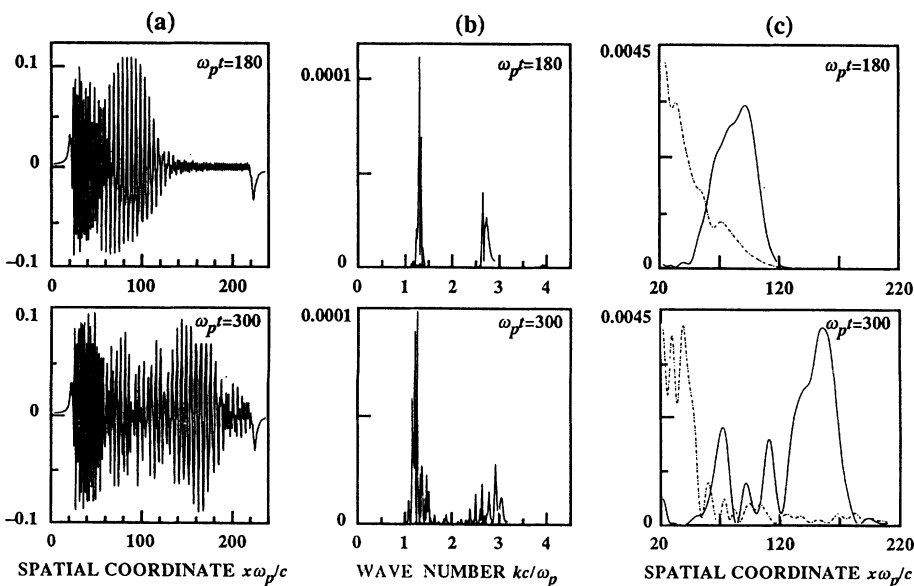 (a) (b) (c)
0.1 ωₚt=180 0.0001 ωₚt=180 0.0045 ωₚt=180
0
−0.1 0 0
0 100 200 0 1 2 3 4 20 120 220
0.1 ωₚt=300 0.0001 ωₚt=300 0.0045 ωₚt=300
0
−0.1 0 0
0 100 200 0 1 2 3 4 20 120 220
SPATIAL COORDINATE xωₚ/c WAVE NUMBER kc/ωₚ SPATIAL COORDINATE xωₚ/c